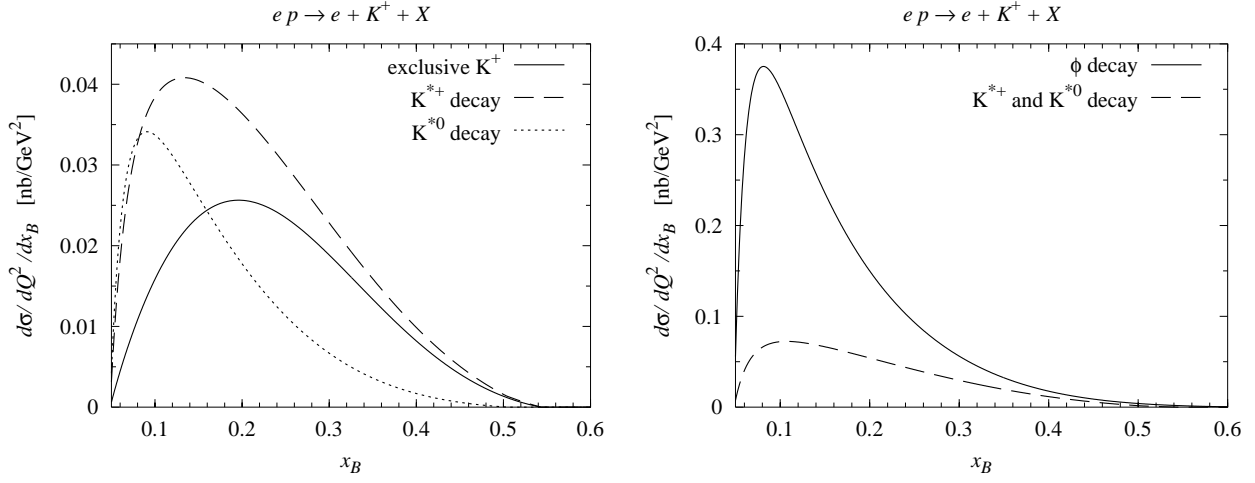 e p → e + K⁺ + X
dσ/ dQ² /dx_B [nb/GeV²]
0.04
0.03
0.02
0.01
0
exclusive K⁺
K*⁺ decay
K*⁰ decay
0.1 0.2 0.3 0.4 0.5 0.6
x_B
e p → e + K⁺ + X
dσ/ dQ² /dx_B [nb/GeV²]
0.4
0.3
0.2
0.1
0
ϕ decay
K*⁺ and K*⁰ decay
0.1 0.2 0.3 0.4 0.5 0.6
x_B